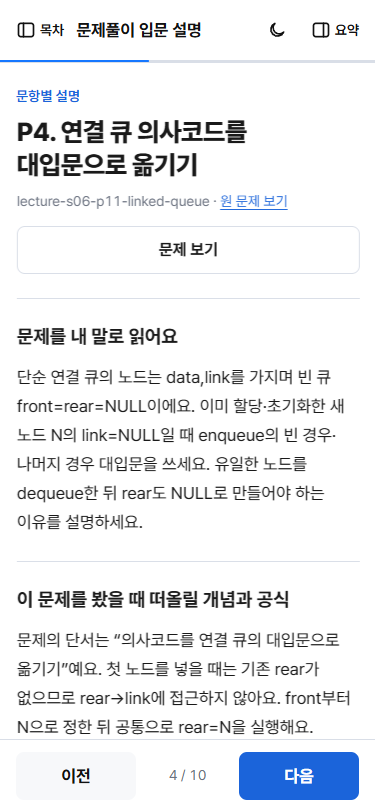 목차 문제풀이 입문 설명 요약
문항별 설명
P4. 연결 큐 의사코드를
대입문으로 옮기기
lecture-s06-p11-linked-queue · 원 문제 보기
문제 보기
문제를 내 말로 읽어요
단순 연결 큐의 노드는 data,link를 가지며 빈 큐
front=rear=NULL이에요. 이미 할당·초기화한 새
노드 N의 link=NULL일 때 enqueue의 빈 경우·
나머지 경우 대입문을 쓰세요. 유일한 노드를
dequeue한 뒤 rear도 NULL로 만들어야 하는
이유를 설명하세요.
이 문제를 봤을 때 떠올릴 개념과 공식
문제의 단서는 “의사코드를 연결 큐의 대입문으로
옮기기”예요. 첫 노드를 넣을 때는 기존 rear가
없으므로 rear→link에 접근하지 않아요. front부터
N으로 정한 뒤 공통으로 rear=N을 실행해요.
이전 4 / 10 다음